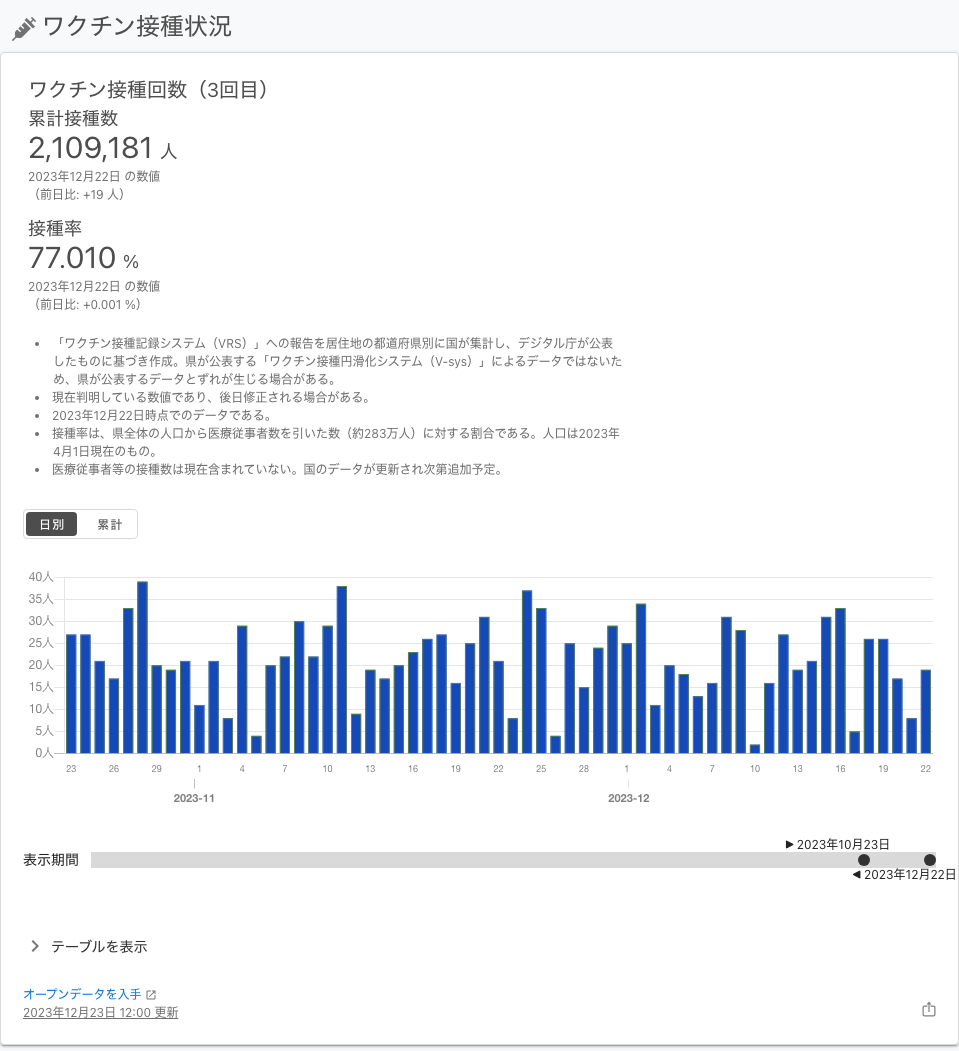 ワクチン接種状況
ワクチン接種回数（3回目）
累計接種数
2,109,181 人
2023年12月22日 の数値
（前日比: +19 人）
接種率
77.010 %
2023年12月22日 の数値
（前日比: +0.001 %）
• 「ワクチン接種記録システム（VRS）」への報告を居住地の都道府県別に国が集計し、デジタル庁が公表
したものに基づき作成。県が公表する「ワクチン接種円滑化システム（V-sys）」によるデータではないた
め、県が公表するデータとずれが生じる場合がある。
• 現在判明している数値であり、後日修正される場合がある。
• 2023年12月22日時点でのデータである。
• 接種率は、県全体の人口から医療従事者数を引いた数（約283万人）に対する割合である。人口は2023年
4月1日現在のもの。
• 医療従事者等の接種数は現在含まれていない。国のデータが更新され次第追加予定。
日別 累計
40人
35人
30人
25人
20人
15人
10人
5人
0人
23 26 29 1 4 7 10 13 16 19 22 25 28 1 4 7 10 13 16 19 22
2023-11 2023-12
▶ 2023年10月23日
表示期間
◀ 2023年12月22日
テーブルを表示
オープンデータを入手
2023年12月23日 12:00 更新